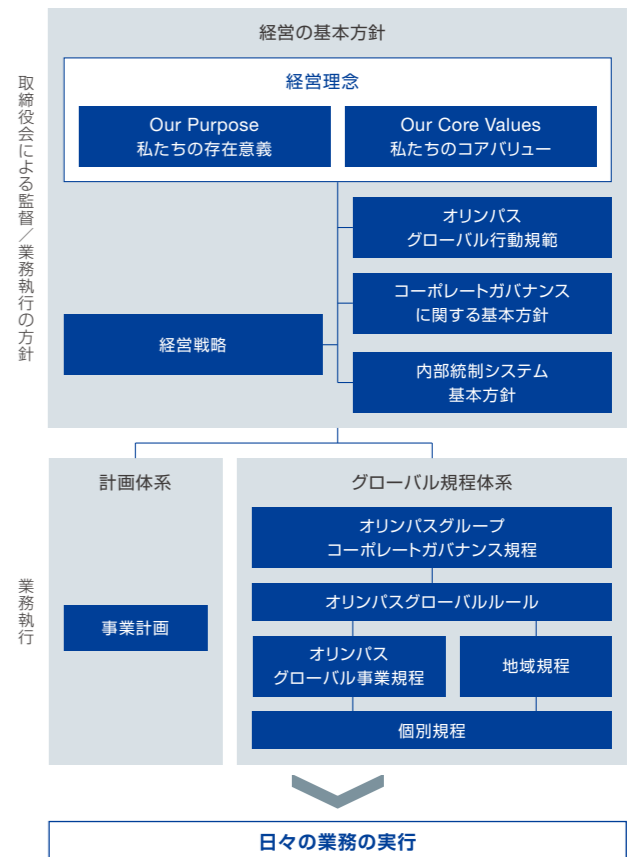 経営の基本方針
経営理念
Our Purpose
私たちの存在意義
Our Core Values
私たちのコアバリュー
取締役会による監督／業務執行の方針
オリンパス
グローバル行動規範
コーポレートガバナンス
に関する基本方針
経営戦略
内部統制システム
基本方針
計画体系
グローバル規程体系
オリンパスグループ
コーポレートガバナンス規程
業務執行
オリンパスグローバルルール
事業計画
オリンパス
グローバル事業規程
地域規程
個別規程
日々の業務の実行